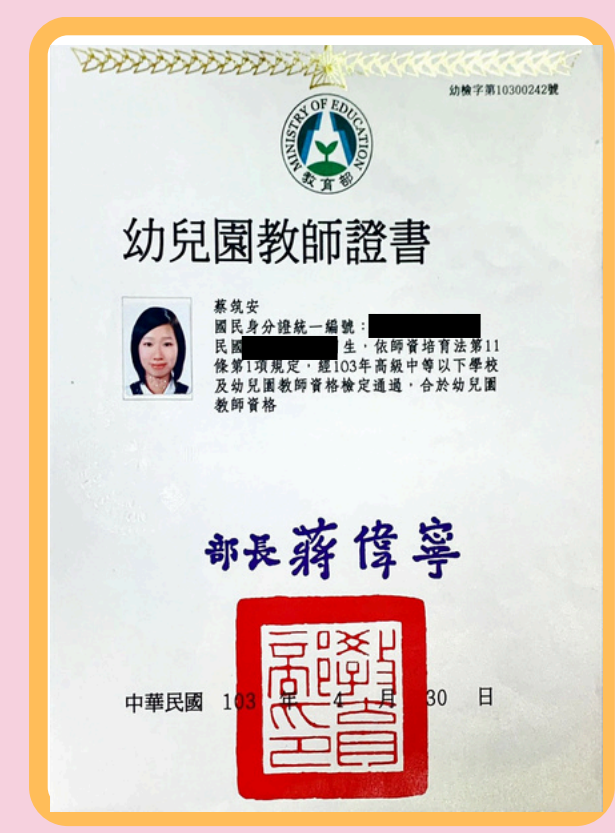 幼檢字第10300242號
MINISTRY OF EDUCATION
教育部
幼兒園教師證書
蔡筑安
國民身分證統一編號：
民國 生，依師資培育法第11
條第1項規定，經103年高級中等以下學校
及幼兒園教師資格檢定通過，合於幼兒園
教師資格
部長 蔣偉寧
教育部印
中華民國 103 年 4 月 30 日